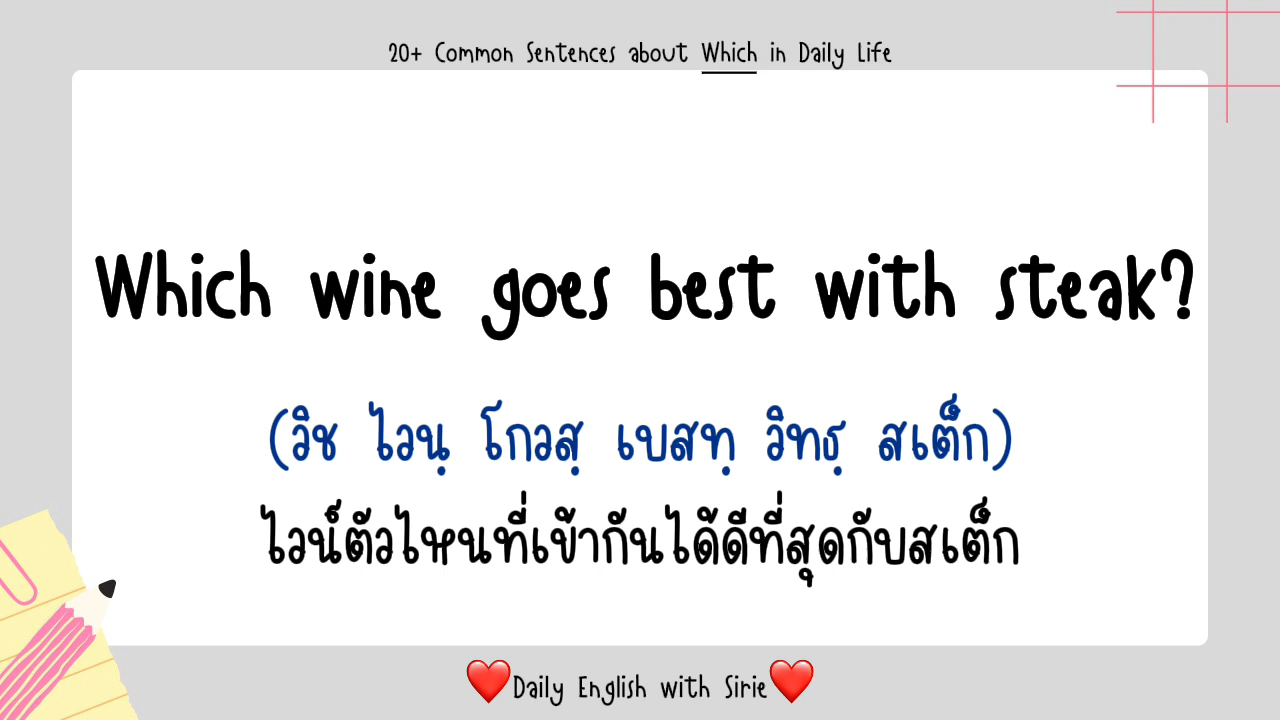 20+ Common Sentences about Which in Daily Life
Which wine goes best with steak?
(วิช ไวนฺ โกวสฺ เบสทฺ วิทธฺ สเต็ก)
ไวน์ตัวไหนที่เข้ากันได้ดีที่สุดกับสเต็ก
❤️Daily English with Sirie❤️